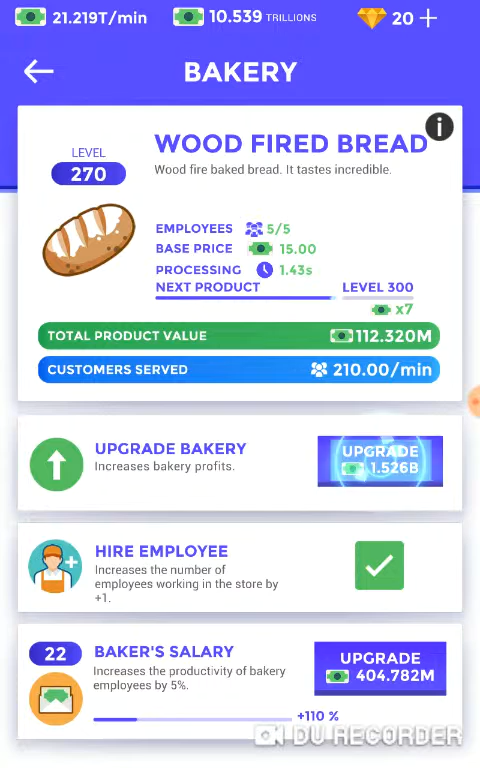 21.219T/min 10.539 TRILLIONS 20 +
BAKERY
i
WOOD FIRED BREAD
LEVEL
270
Wood fire baked bread. It tastes incredible.
EMPLOYEES 5/5
BASE PRICE 15.00
PROCESSING 1.43s
NEXT PRODUCT LEVEL 300
x7
TOTAL PRODUCT VALUE 112.320M
CUSTOMERS SERVED 210.00/min
UPGRADE BAKERY
Increases bakery profits.
UPGRADE
1.526B
HIRE EMPLOYEE
Increases the number of
employees working in the store by
+1.
22
BAKER'S SALARY
Increases the productivity of bakery
employees by 5%.
UPGRADE
404.782M
+110 %
DU RECORDER